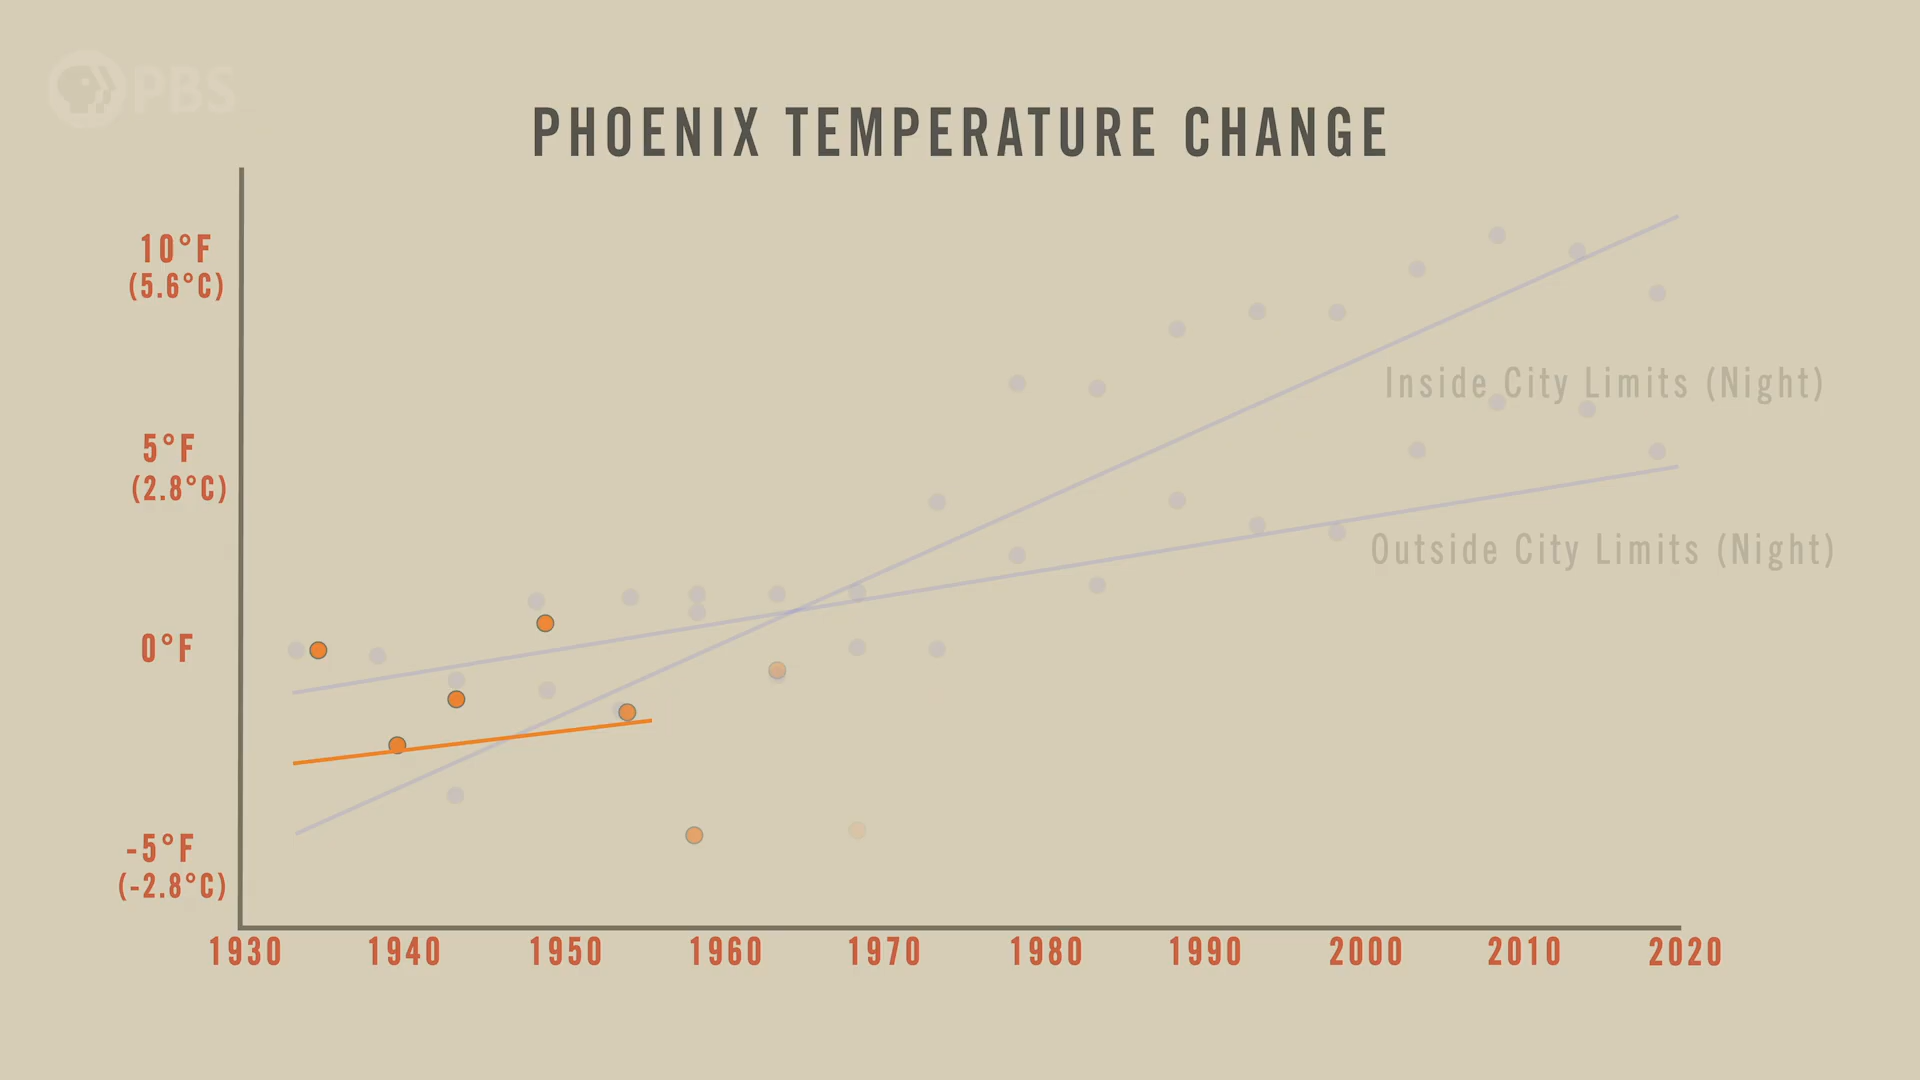 PBS
PHOENIX TEMPERATURE CHANGE
10°F
(5.6°C)
Inside City Limits (Night)
5°F
(2.8°C)
Outside City Limits (Night)
0°F
-5°F
(-2.8°C)
1930 1940 1950 1960 1970 1980 1990 2000 2010 2020